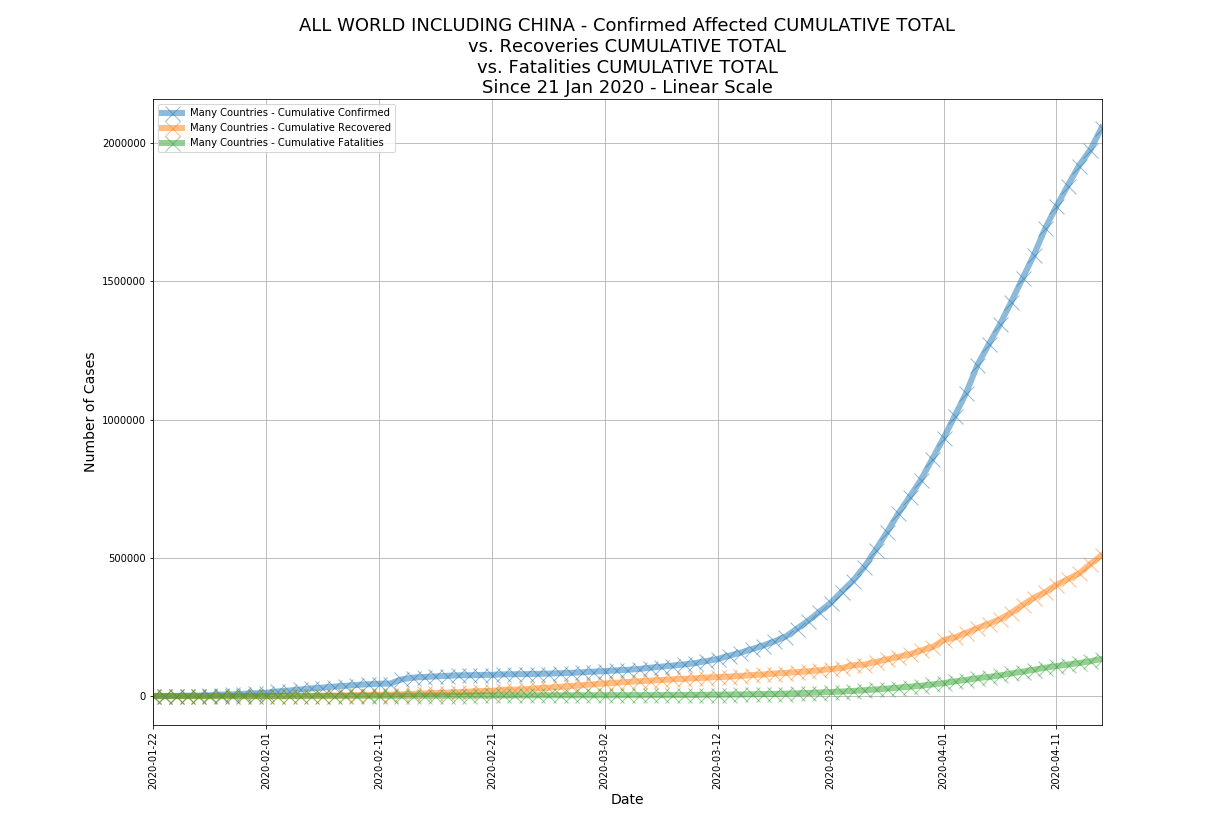 ALL WORLD INCLUDING CHINA - Confirmed Affected CUMULATIVE TOTAL
vs. Recoveries CUMULATIVE TOTAL
vs. Fatalities CUMULATIVE TOTAL
Since 21 Jan 2020 - Linear Scale
Many Countries - Cumulative Confirmed
Many Countries - Cumulative Recovered
Many Countries - Cumulative Fatalities
2000000
1500000
1000000
500000
0
Number of Cases
2020-01-22
2020-02-01
2020-02-11
2020-02-21
2020-03-02
2020-03-12
2020-03-22
2020-04-01
2020-04-11
Date